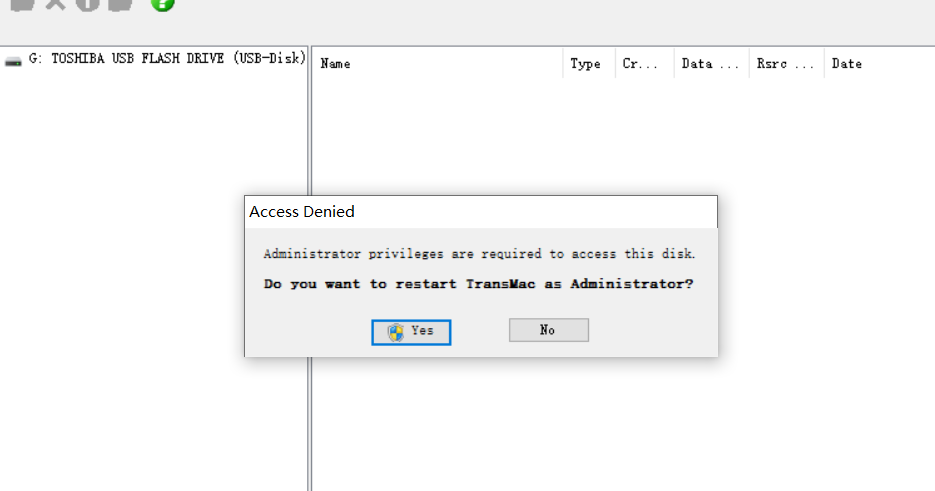 G: TOSHIBA USB FLASH DRIVE (USB-Disk)
Name Type Cr... Data ... Rsrc ... Date
Access Denied
Administrator privileges are required to access this disk.
Do you want to restart TransMac as Administrator?
Yes No